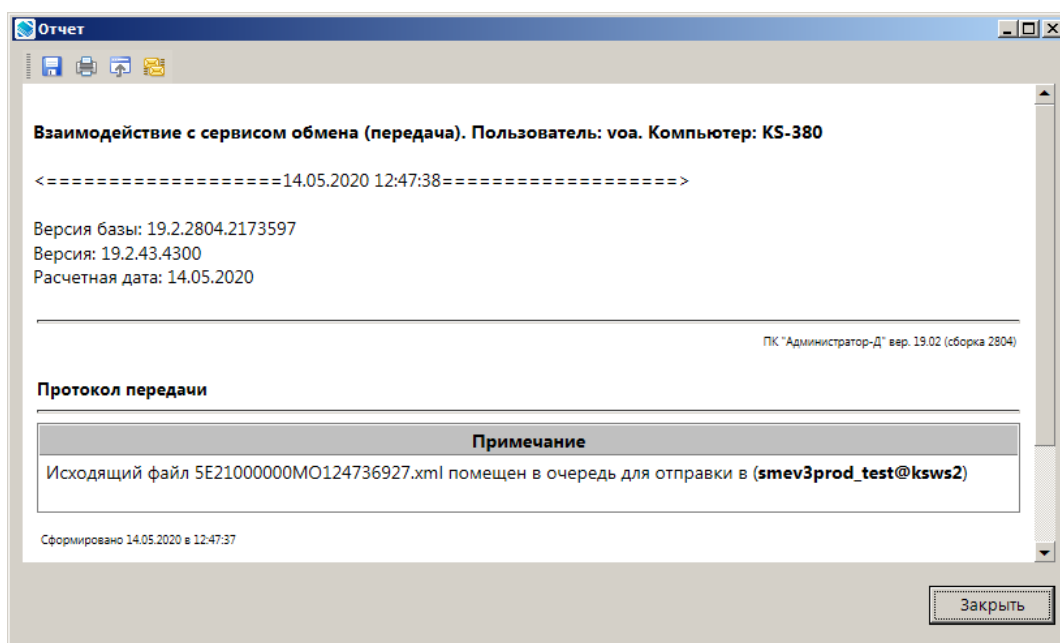 Отчет
Взаимодействие с сервисом обмена (передача). Пользователь: voa. Компьютер: KS-380
<===================14.05.2020 12:47:38===================>
Версия базы: 19.2.2804.2173597
Версия: 19.2.43.4300
Расчетная дата: 14.05.2020
ПК "Администратор-Д" вер. 19.02 (сборка 2804)
Протокол передачи
Примечание
Исходящий файл 5E21000000MO124736927.xml помещен в очередь для отправки в (smev3prod_test@ksws2)
Сформировано 14.05.2020 в 12:47:37
Закрыть